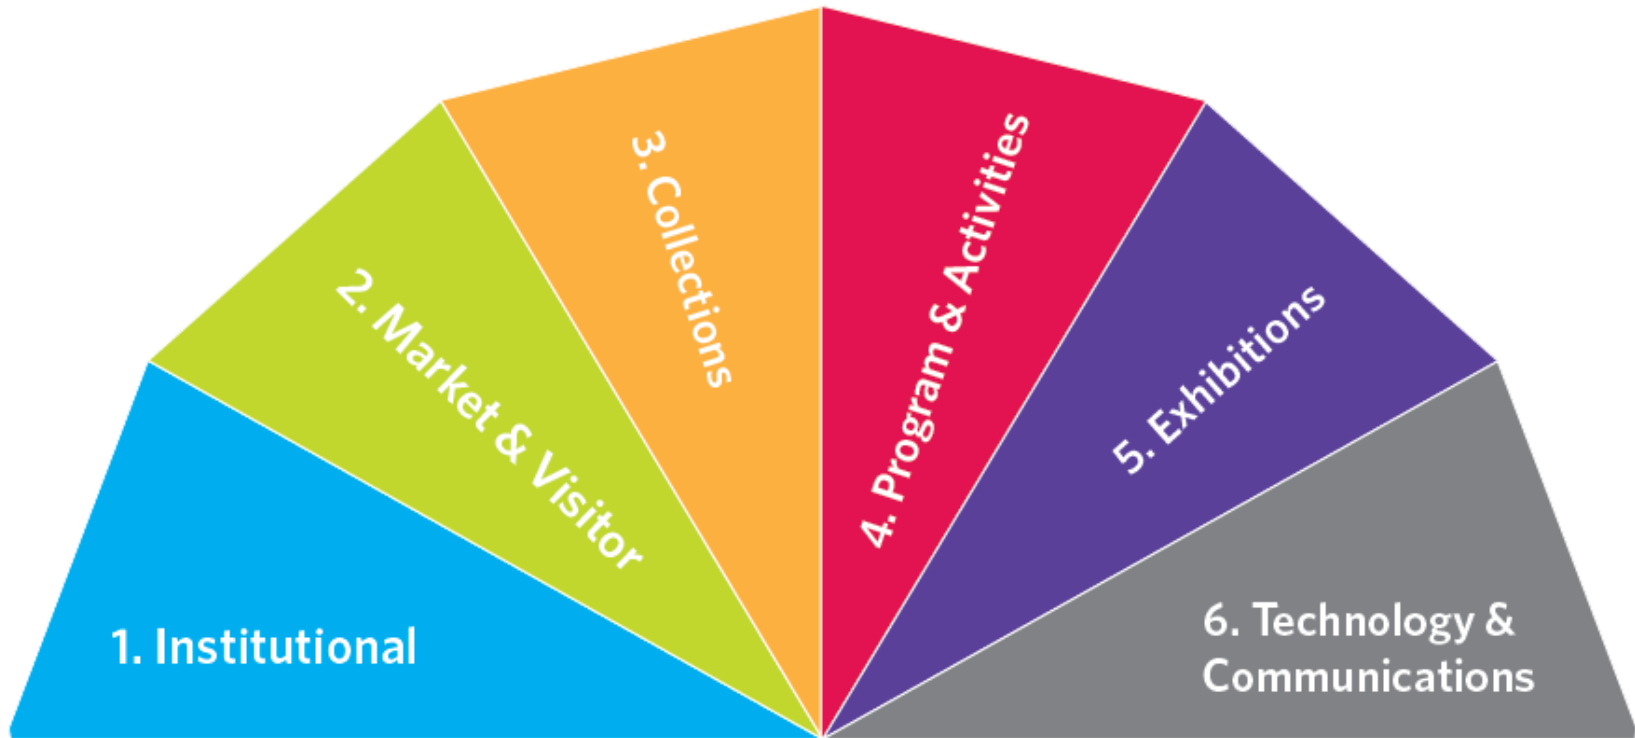 1. Institutional
2. Market & Visitor
3. Collections
4. Program & Activities
5. Exhibitions
6. Technology &
Communications